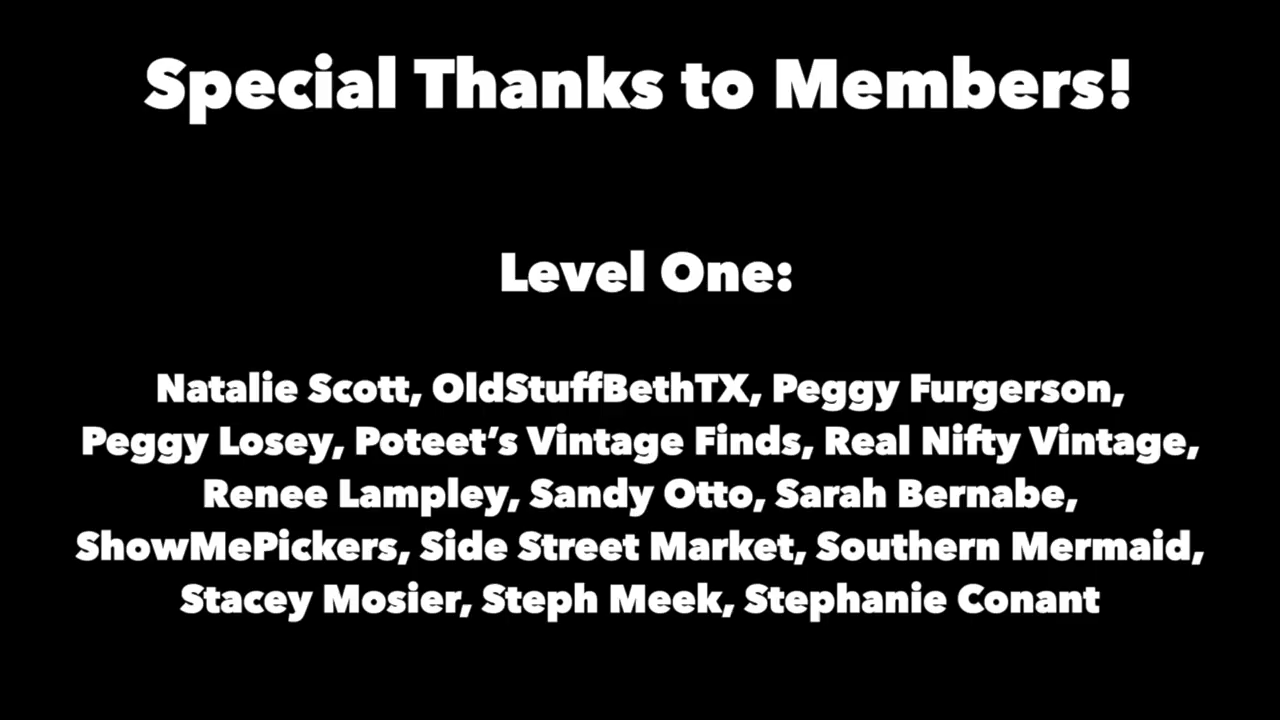 Special Thanks to Members!
Level One:
Natalie Scott, OldStuffBethTX, Peggy Furgerson,
Peggy Losey, Poteet’s Vintage Finds, Real Nifty Vintage,
Renee Lampley, Sandy Otto, Sarah Bernabe,
ShowMePickers, Side Street Market, Southern Mermaid,
Stacey Mosier, Steph Meek, Stephanie Conant